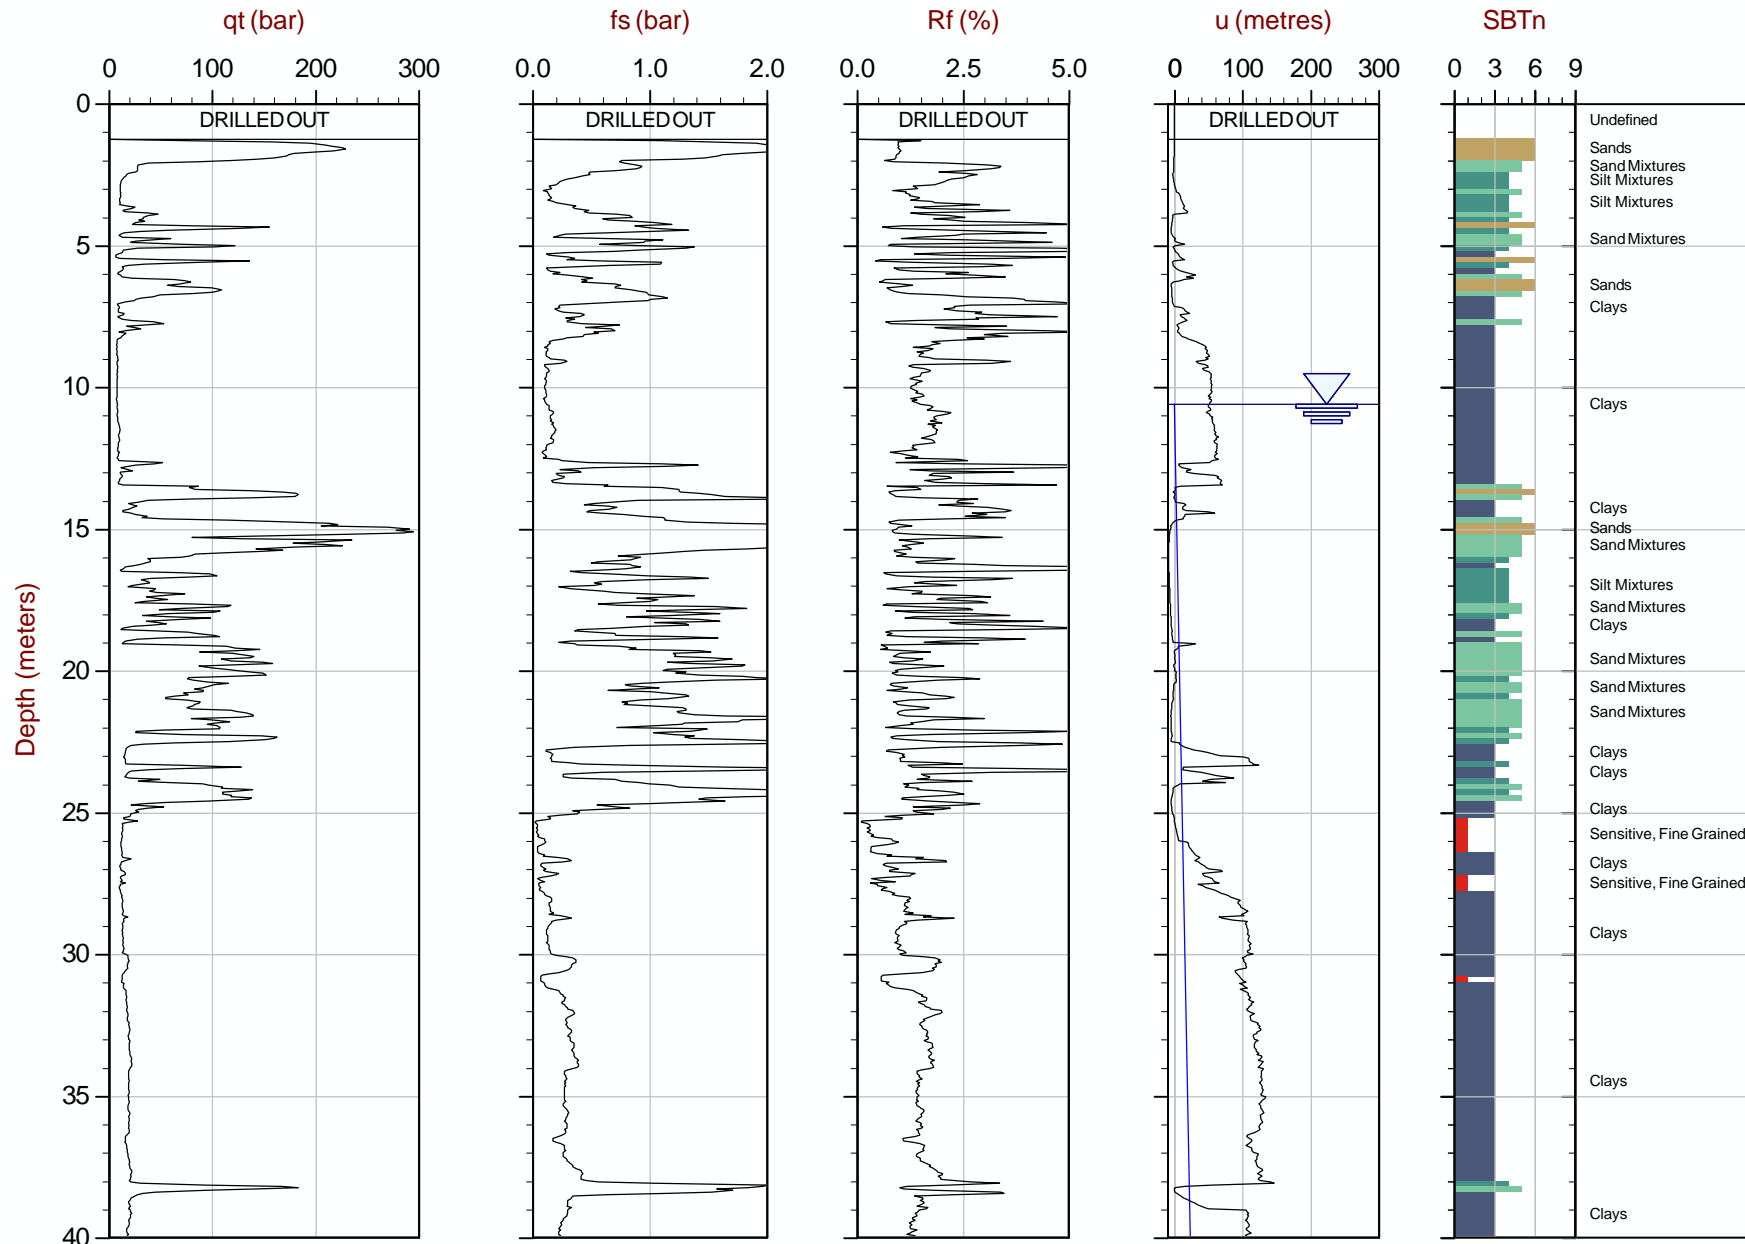 qt (bar)
fs (bar)
Rf (%)
u (metres)
SBTn
0 100 200 300
0.0 1.0 2.0
0.0 2.5 5.0
0 100 200 300
0 3 6 9
0
5
10
15
20
25
30
35
40
Depth (meters)
DRILLED OUT
DRILLED OUT
DRILLED OUT
DRILLED OUT
Undefined
Sands
Sand Mixtures
Silt Mixtures
Silt Mixtures
Sand Mixtures
Sands
Clays
Clays
Clays
Sands
Sand Mixtures
Silt Mixtures
Sand Mixtures
Clays
Sand Mixtures
Sand Mixtures
Sand Mixtures
Clays
Clays
Clays
Sensitive, Fine Grained
Clays
Sensitive, Fine Grained
Clays
Clays
Clays